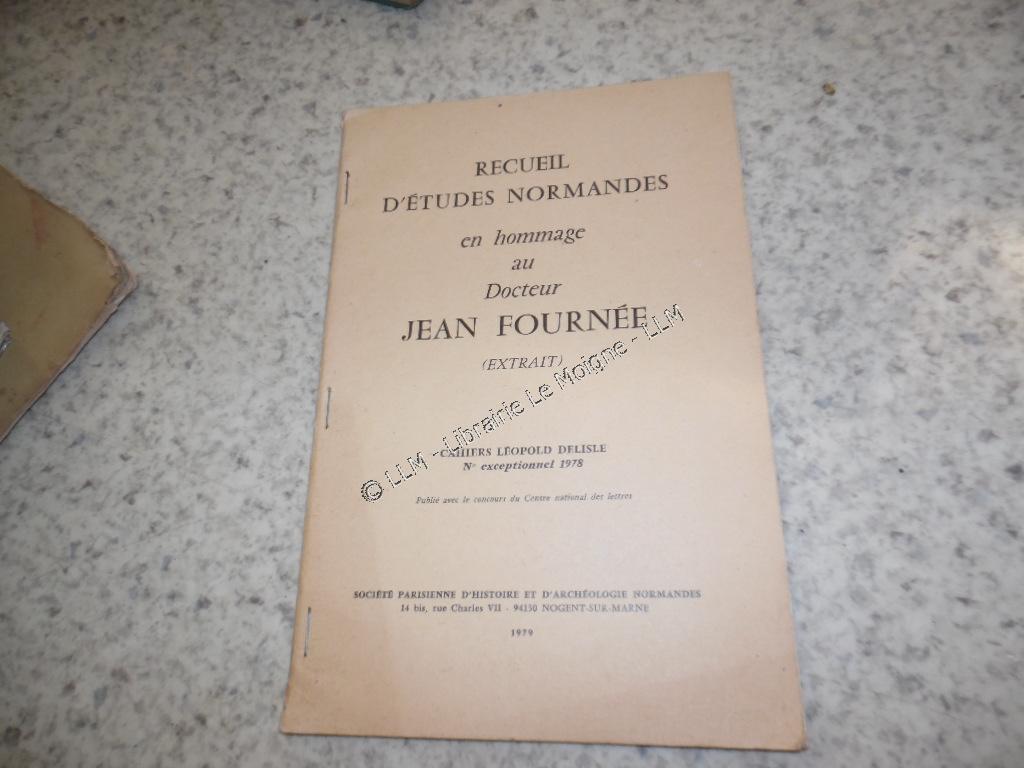 RECUEIL
D'ÉTUDES NORMANDES
en hommage
au
Docteur
JEAN FOURNÉE
(EXTRAIT)
CAHIERS LÉOPOLD DELISLE
N° exceptionnel 1978
Publié avec le concours du Centre national des lettres
SOCIÉTÉ PARISIENNE D'HISTOIRE ET D'ARCHÉOLOGIE NORMANDES
14 bis, rue Charles VII - 94130 NOGENT-SUR-MARNE
1979
© LLM - Librairie Le Moigne - LLM